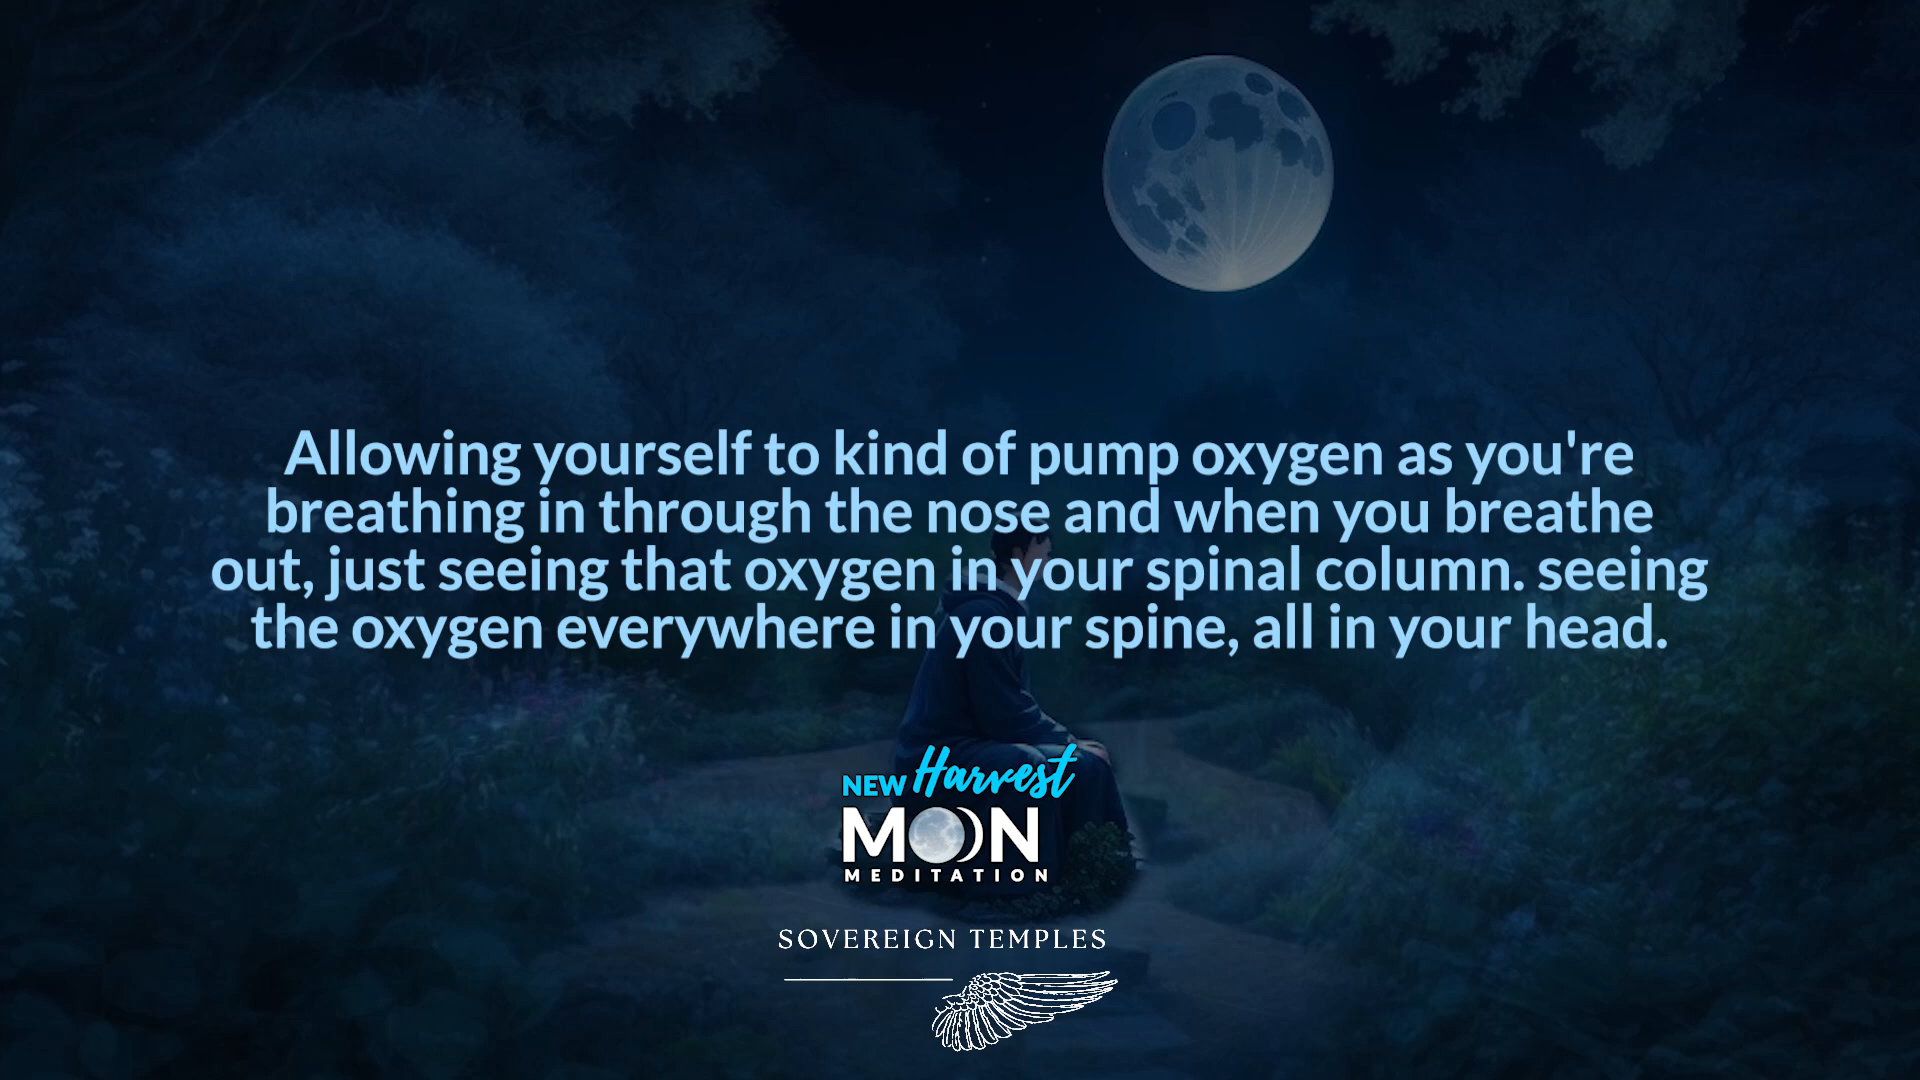 Allowing yourself to kind of pump oxygen as you're
breathing in through the nose and when you breathe
out, just seeing that oxygen in your spinal column. seeing
the oxygen everywhere in your spine, all in your head.
NEW Harvest
MOON
MEDITATION
SOVEREIGN TEMPLES